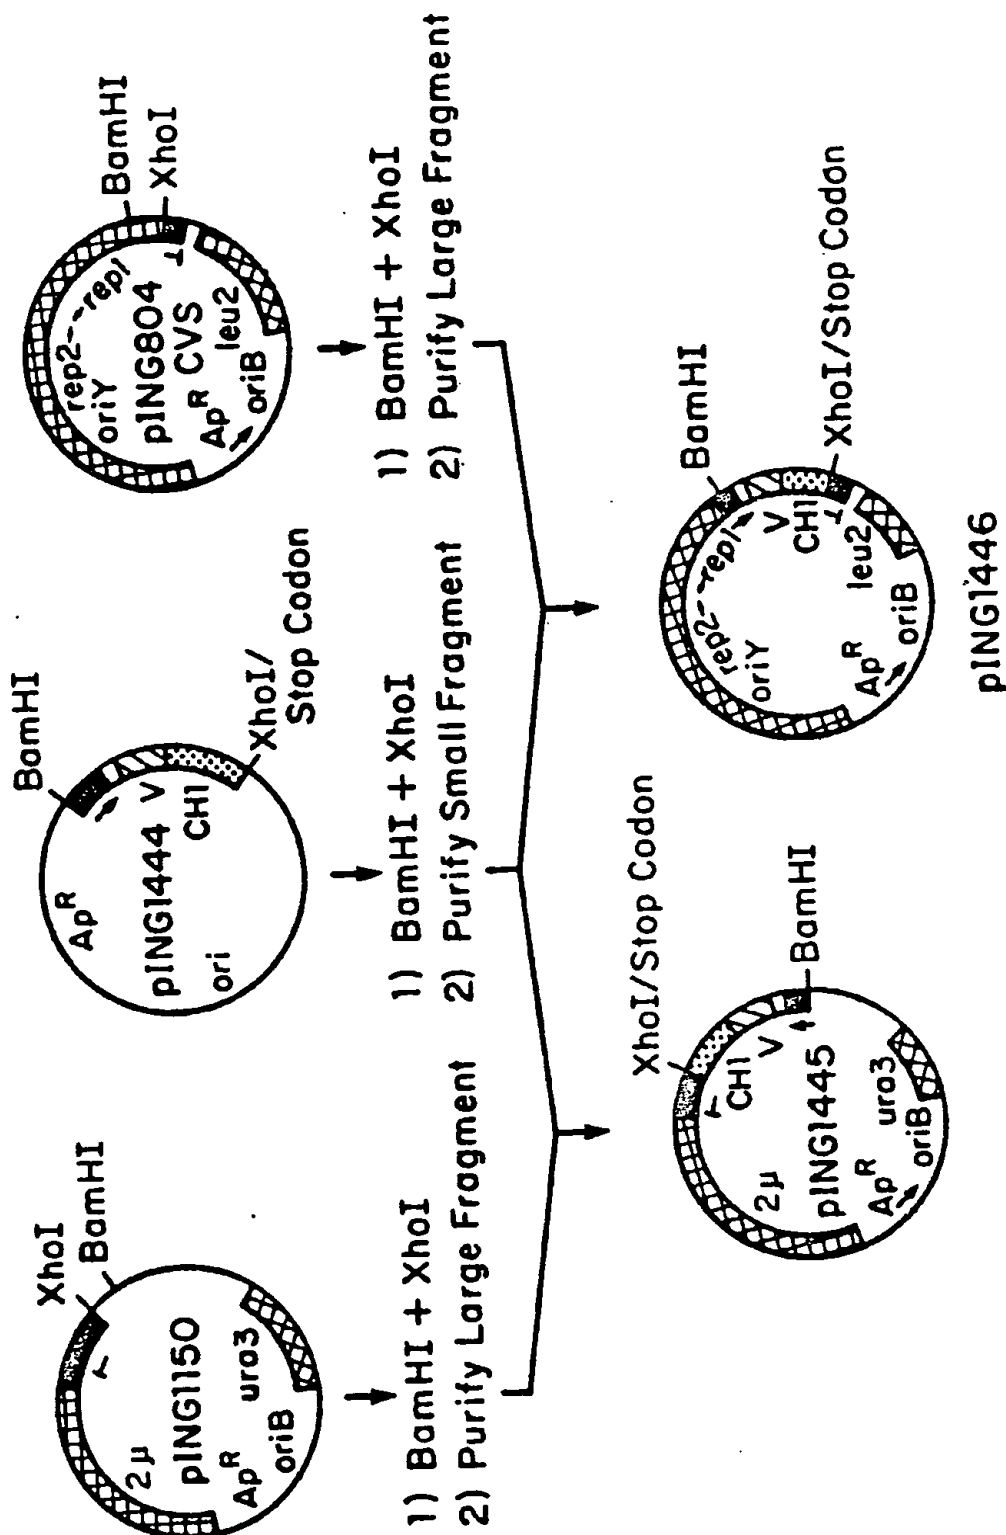 XhoI
BamHI
2μ
pING1150
Ap^R
ura3
oriB
1) BamHI + XhoI
2) Purify Large Fragment
BamHI
Ap^R
pING1444
V
CH1
ori
XhoI/
Stop Codon
1) BamHI + XhoI
2) Purify Small Fragment
BamHI
XhoI
rep2---rep1
oriY
pING804
Ap^R CVS
leu2
oriB
1) BamHI + XhoI
2) Purify Large Fragment
XhoI/Stop Codon
CH1
V
BamHI
2μ
pING1445
Ap^R
ura3
oriB
BamHI
rep2---rep1
oriY
V
CH1
XhoI/Stop Codon
leu2
Ap^R
oriB
pING1446